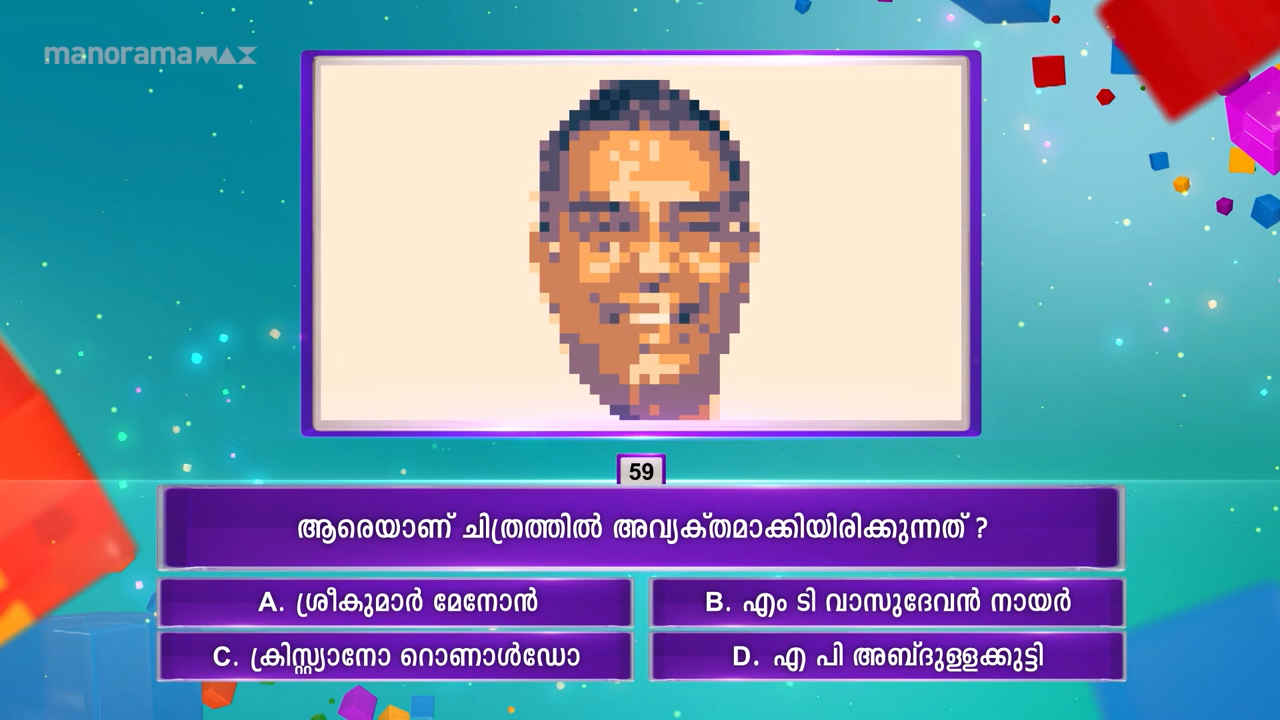 manoramaMAX
59
ആരെയാണ് ചിത്രത്തിൽ അവ്യക്തമാക്കിയിരിക്കുന്നത് ?
A. ശ്രീകുമാർ മേനോൻ
B. എം ടി വാസുദേവൻ നായർ
C. ക്രിസ്റ്റ്യാനോ റൊണാൾഡോ
D. എ പി അബ്ദുള്ളക്കുട്ടി